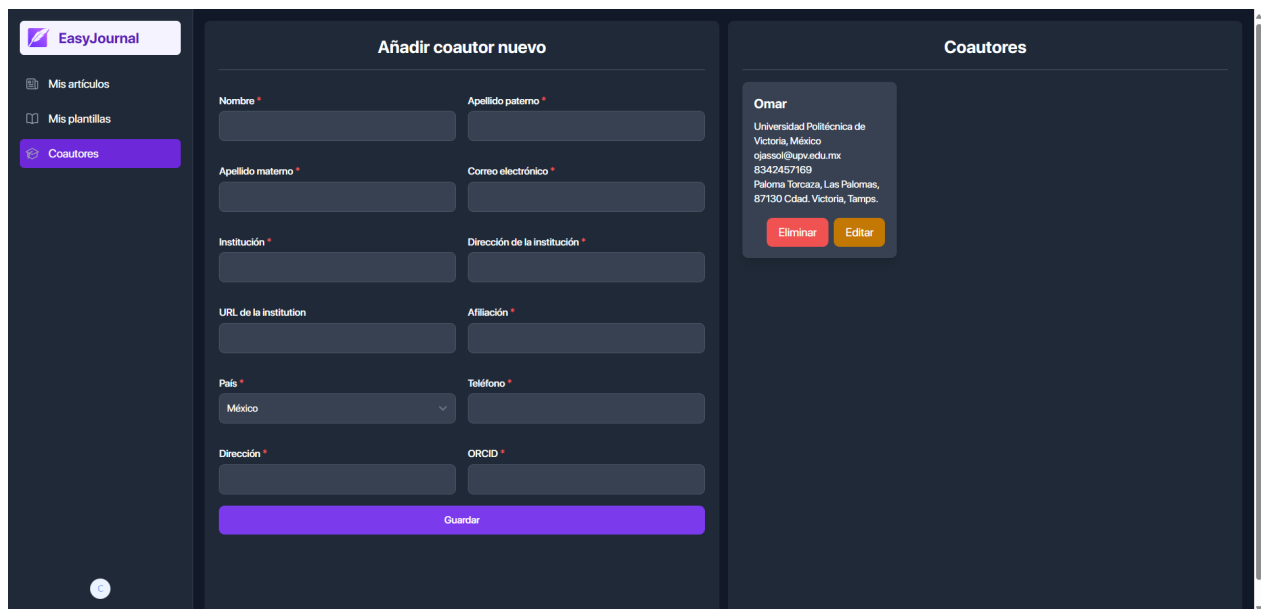 EasyJournal
Mis artículos
Mis plantillas
Coautores
Añadir coautor nuevo
Nombre *
Apellido paterno *
Apellido materno *
Correo electrónico *
Institución *
Dirección de la institución *
URL de la institution
Afiliación *
País *
México
Teléfono *
Dirección *
ORCID *
Guardar
C
Coautores
Omar
Universidad Politécnica de
Victoria, México
ojassol@upv.edu.mx
8342457169
Paloma Torcaza, Las Palomas,
87130 Cdad. Victoria, Tamps.
Eliminar
Editar